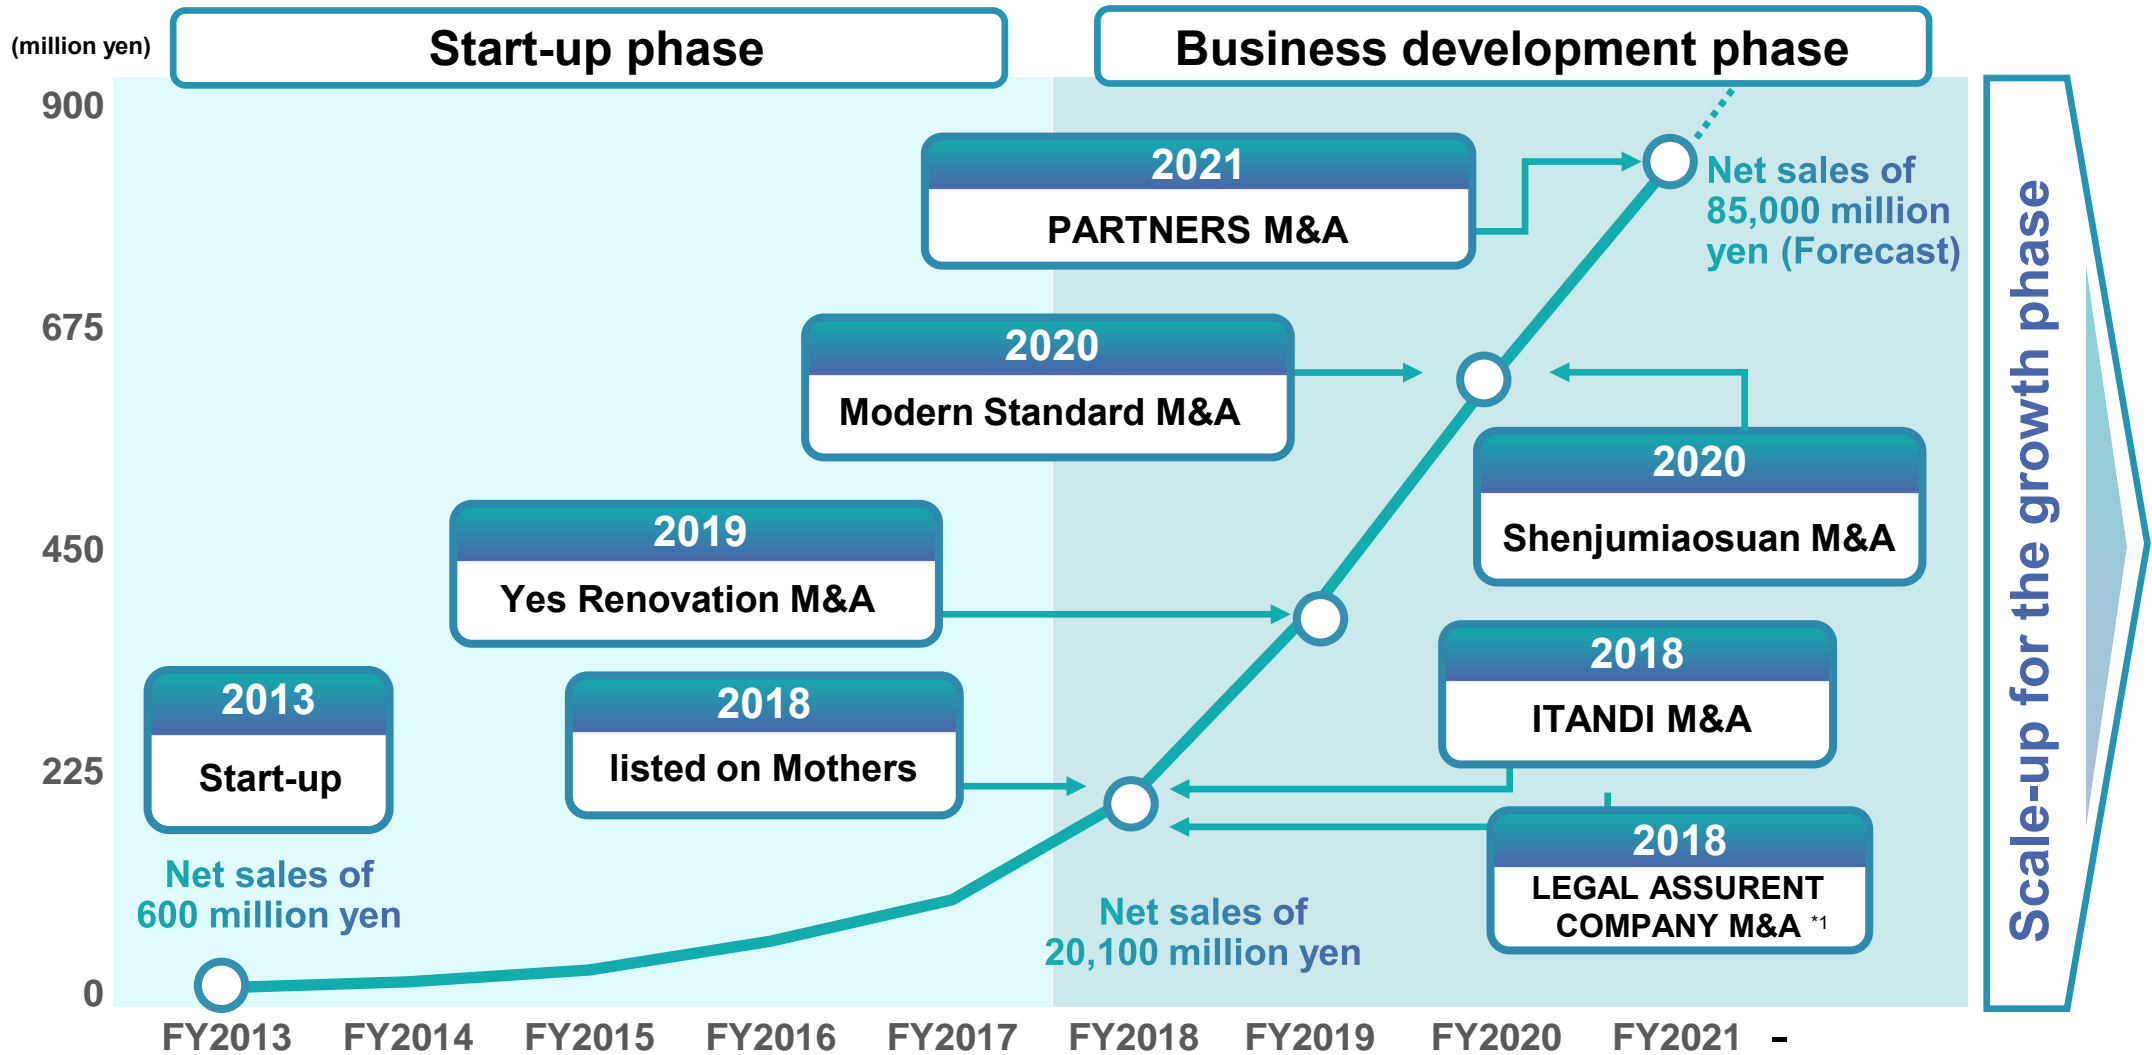 (million yen)
Start-up phase
Business development phase
900
675
450
225
0
2021
PARTNERS M&A
Net sales of
85,000 million
yen (Forecast)
2020
Modern Standard M&A
2020
Shenjumiaosuan M&A
2019
Yes Renovation M&A
2018
ITANDI M&A
2013
Start-up
2018
listed on Mothers
2018
LEGAL ASSURENT
COMPANY M&A *1
Net sales of
600 million yen
Net sales of
20,100 million yen
Scale-up for the growth phase
FY2013 FY2014 FY2015 FY2016 FY2017 FY2018 FY2019 FY2020 FY2021 -